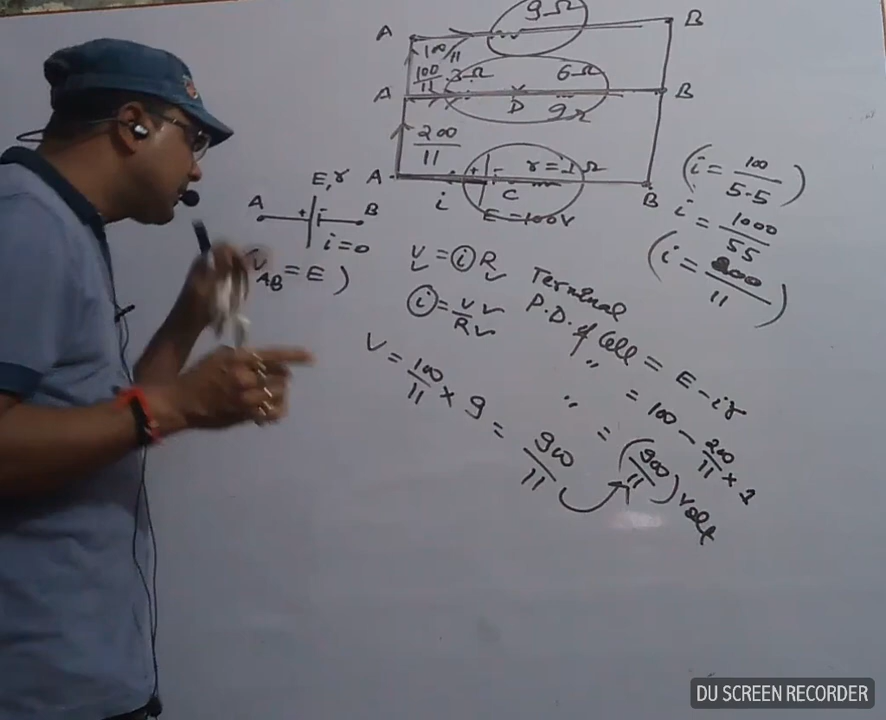 9Ω
A B
100/11
100/11 3Ω 6Ω
A D B
9Ω
200/11
A + - r=1Ω B
i C
E=100V
E, r
A + - B
i=0
V_AB = E )
V = i R
i = V/R
V = 100/11 × 9 = 900/11
Terminal
P.D. of Cell = E - ir
" = 100 - 200/11 × 1
" = (900/11) volt
(i = 100/5.5)
i = 1000/55
(i = 200/11)
DU SCREEN RECORDER